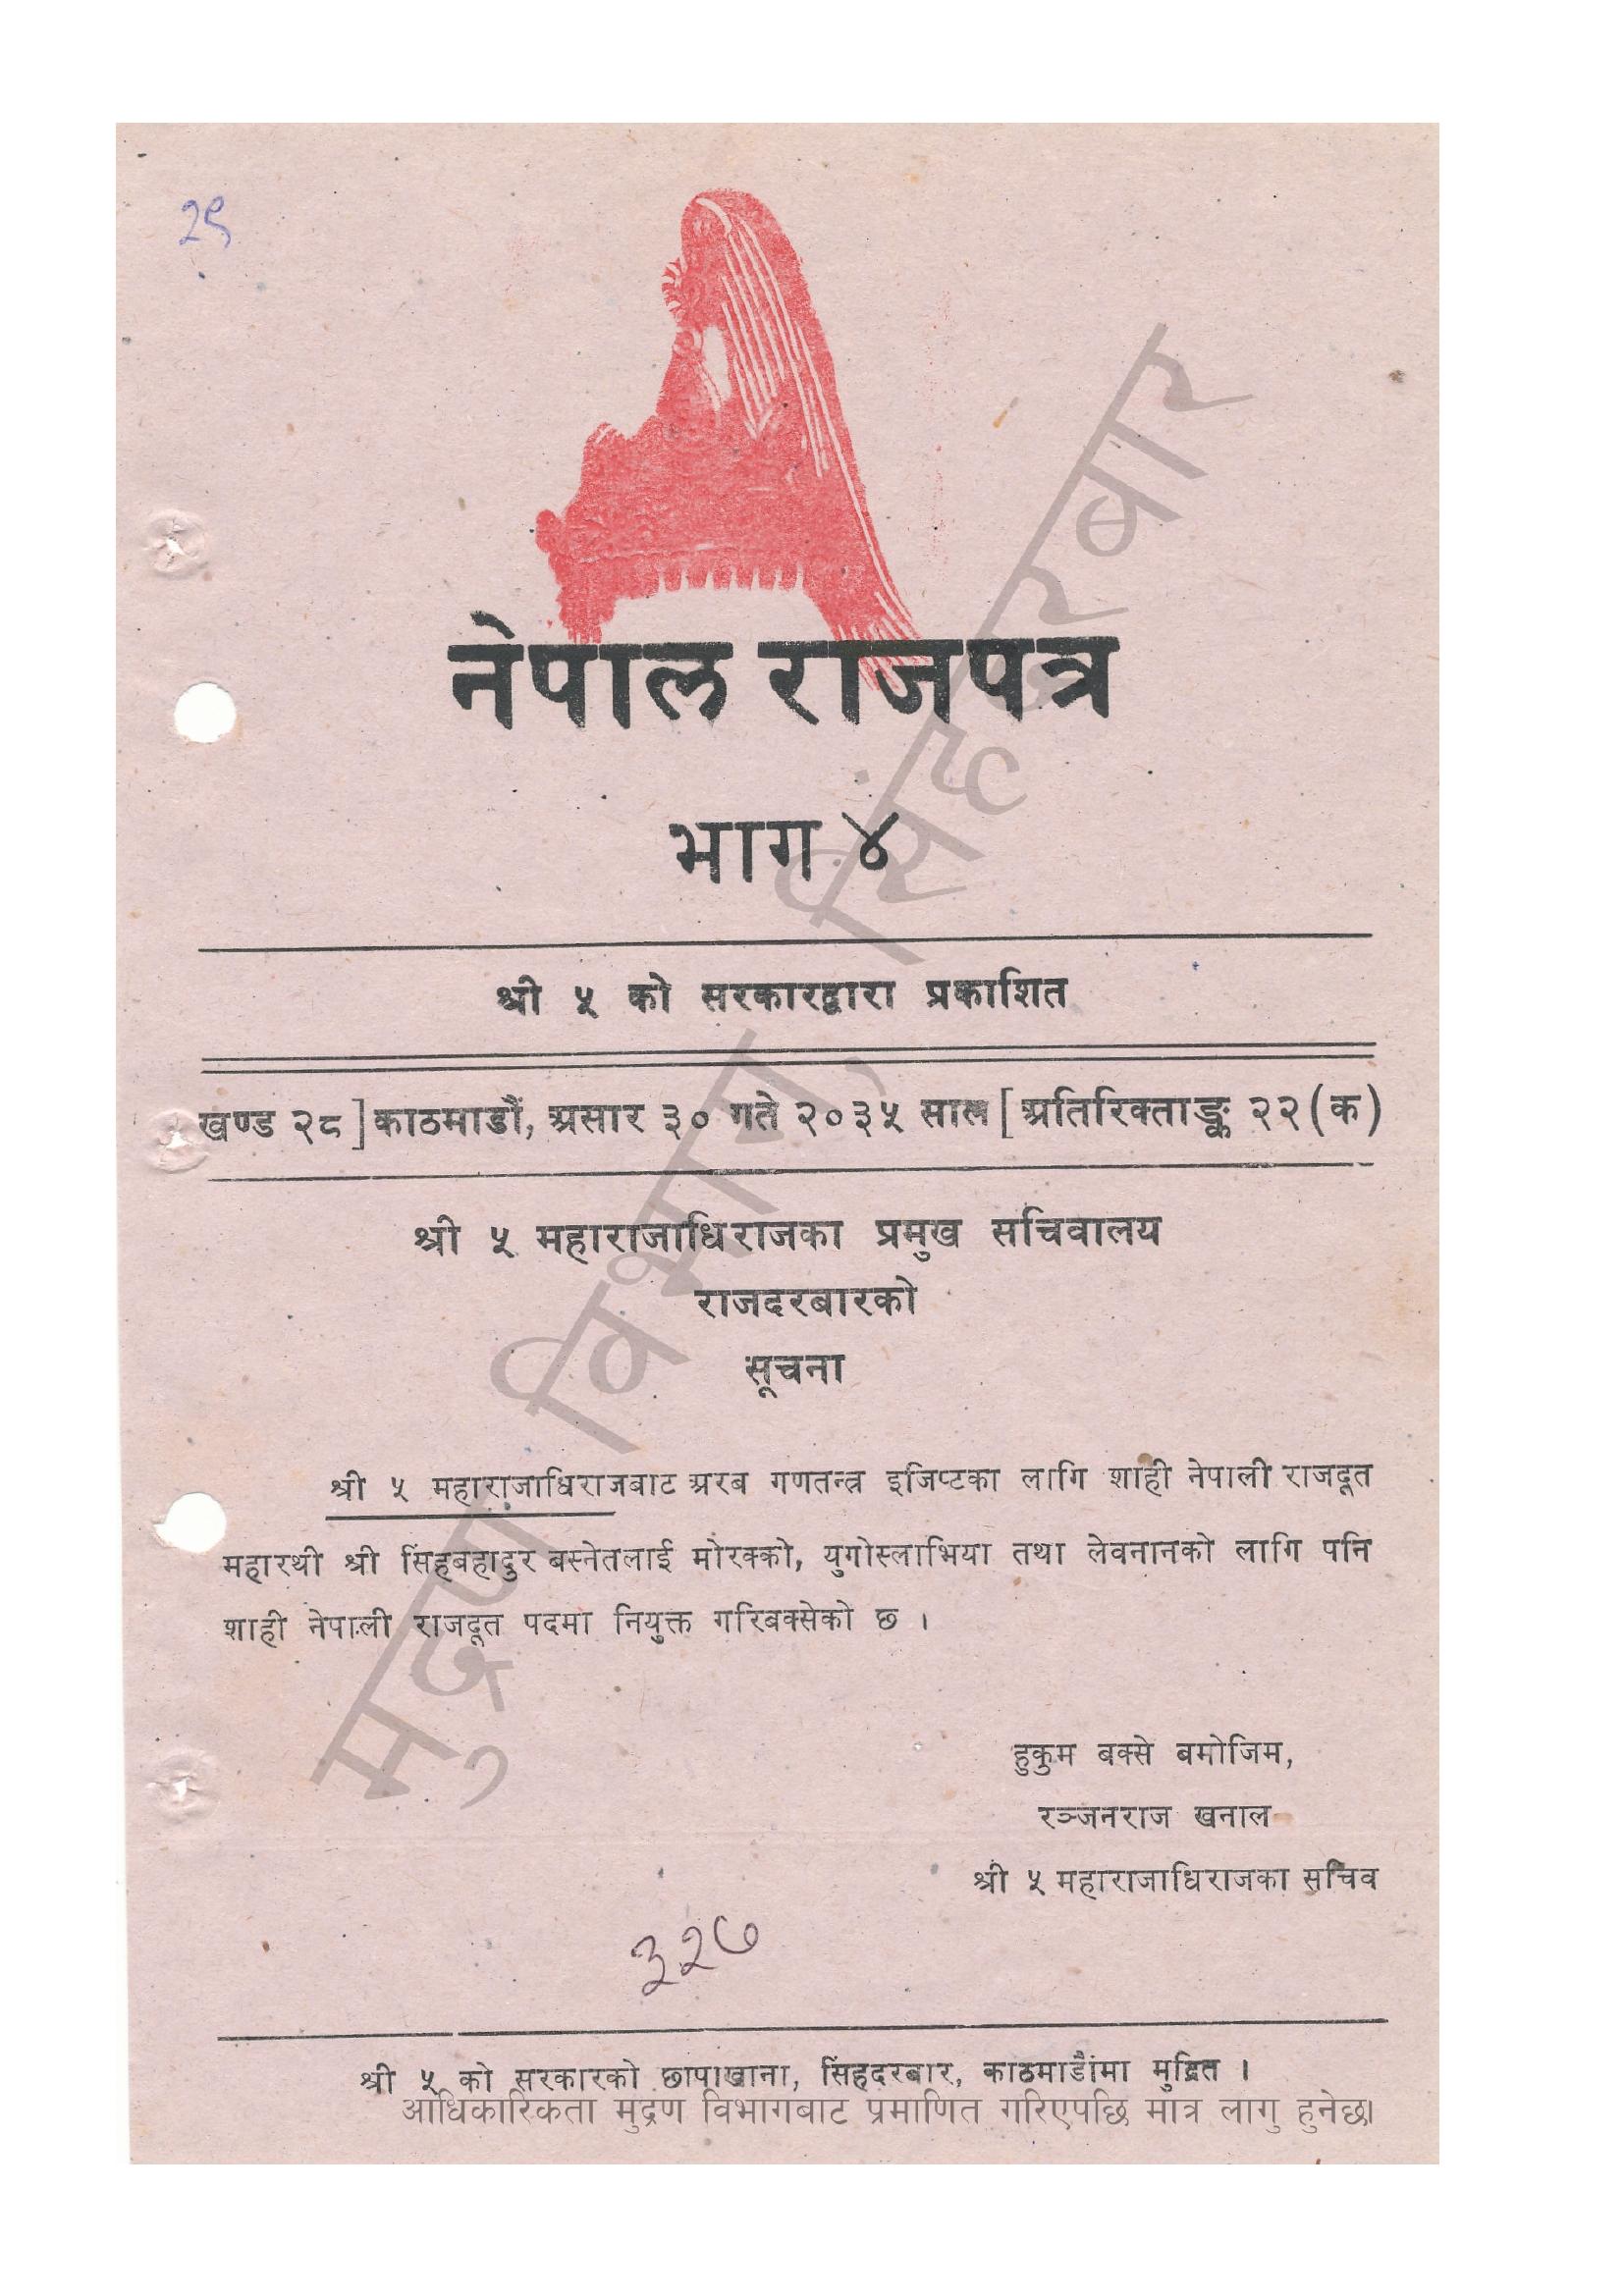 २९
नेपाल राजपत्र
भाग ४
श्री ५ को सरकारद्वारा प्रकाशित
खण्ड २८] काठमाडौं, असार ३० गते २०३५ साल [ अतिरिक्ताङ्क २२(क)
श्री ५ महाराजाधिराजका प्रमुख सचिवालय
राजदरबारको
सूचना
श्री ५ महाराजाधिराजबाट अरब गणतन्त्र इजिप्टका लागि शाही नेपाली राजदूत
महारथी श्री सिंहबहादुर बस्नेतलाई मोरक्को, युगोस्लाभिया तथा लेवनानको लागि पनि
शाही नेपाली राजदूत पदमा नियुक्त गरिबक्सेको छ ।
हुकुम बक्से बमोजिम,
रञ्जनराज खनाल
श्री ५ महाराजाधिराजका सचिव
३२७
श्री ५ को सरकारको छापाखाना, सिंहदरबार, काठमाडौंमा मुद्रित ।
आधिकारिकता मुद्रण विभागबाट प्रमाणित गरिएपछि मात्र लागु हुनेछ।
मुद्रण विभाग, सिंहदरबार